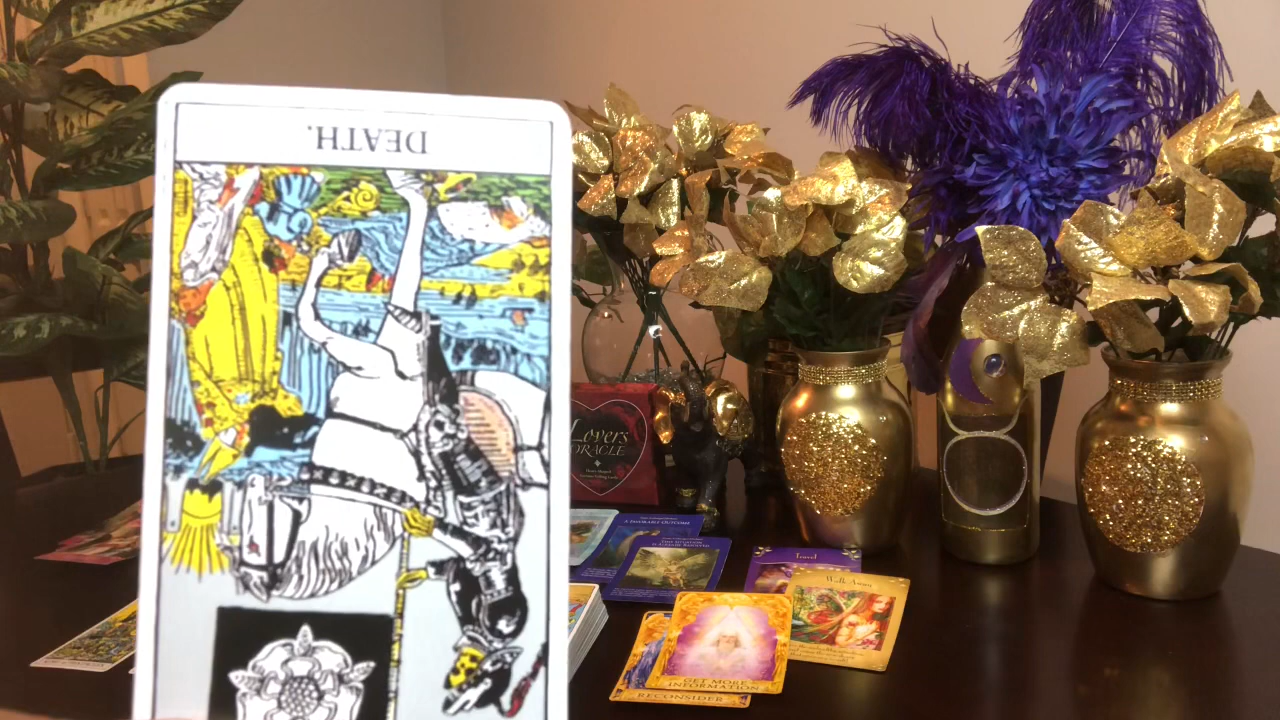 DEATH.
Lovers
ORACLE
A FAVORABLE OUTCOME
Travel
Walk Away
GET MORE
INFORMATION
RECONSIDER